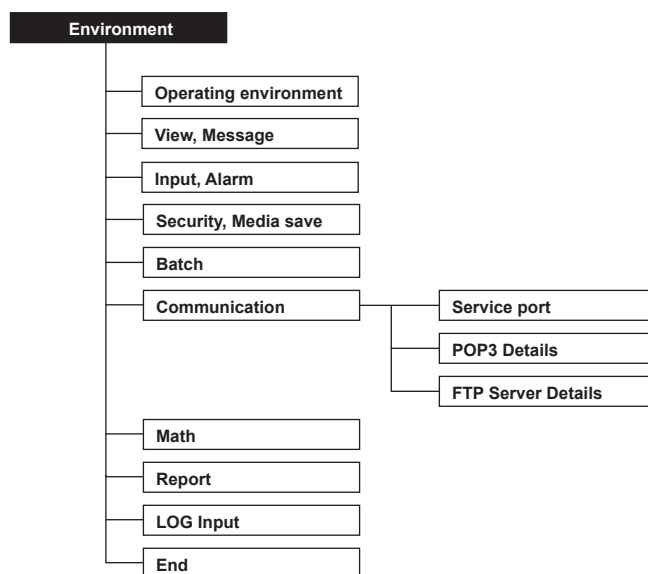 Environment
Operating environment
View, Message
Input, Alarm
Security, Media save
Batch
Communication
Service port
POP3 Details
FTP Server Details
Math
Report
LOG Input
End